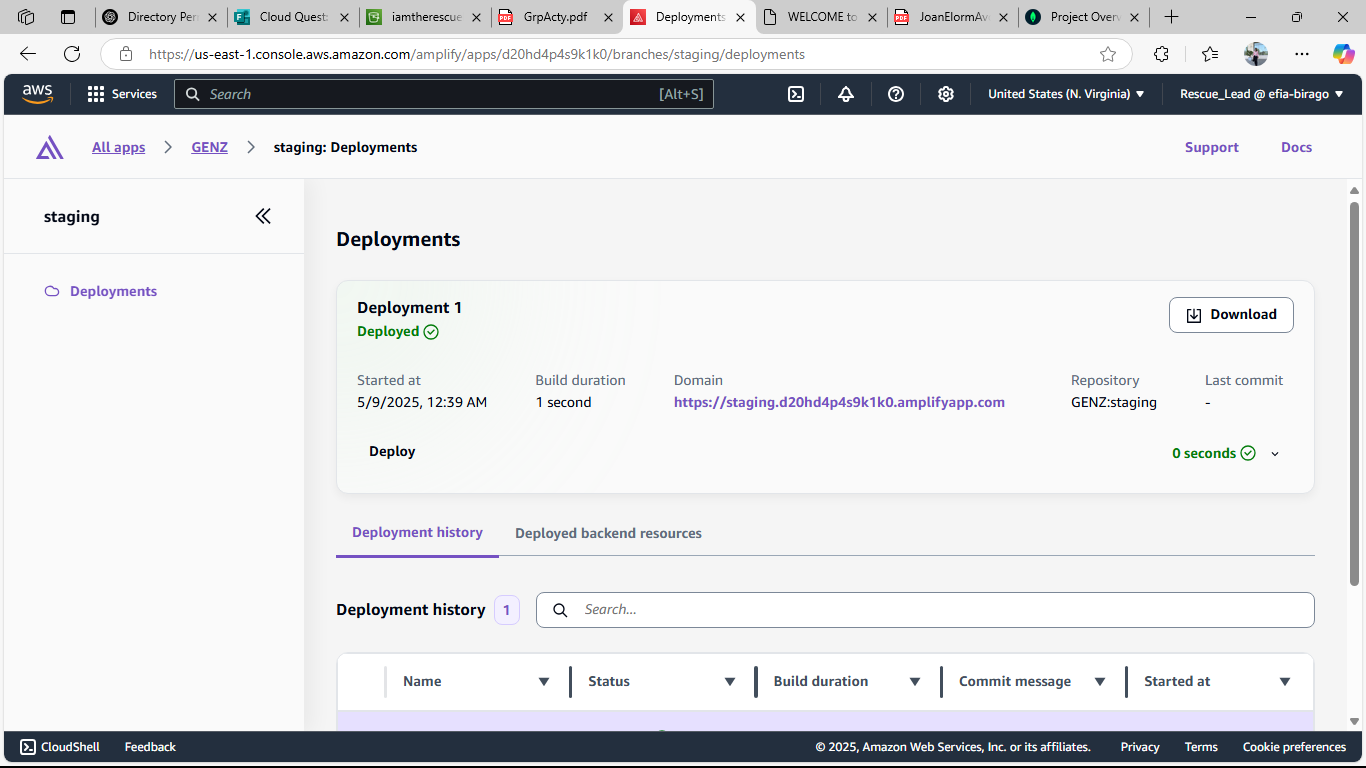 Directory Per
Cloud Quest
iamtherescue
GrpActy.pdf
Deployments
WELCOME to
JoanElormAv
Project Overv
https://us-east-1.console.aws.amazon.com/amplify/apps/d20hd4p4s9k1k0/branches/staging/deployments
aws Services Search [Alt+S] United States (N. Virginia) Rescue_Lead @ efia-birago
All apps GENZ staging: Deployments Support Docs
staging
Deployments
Deployments
Deployment 1
Deployed
Download
Started at Build duration Domain Repository Last commit
5/9/2025, 12:39 AM 1 second https://staging.d20hd4p4s9k1k0.amplifyapp.com GENZ:staging -
Deploy 0 seconds
Deployment history Deployed backend resources
Deployment history 1 Search...
Name Status Build duration Commit message Started at
CloudShell Feedback © 2025, Amazon Web Services, Inc. or its affiliates. Privacy Terms Cookie preferences